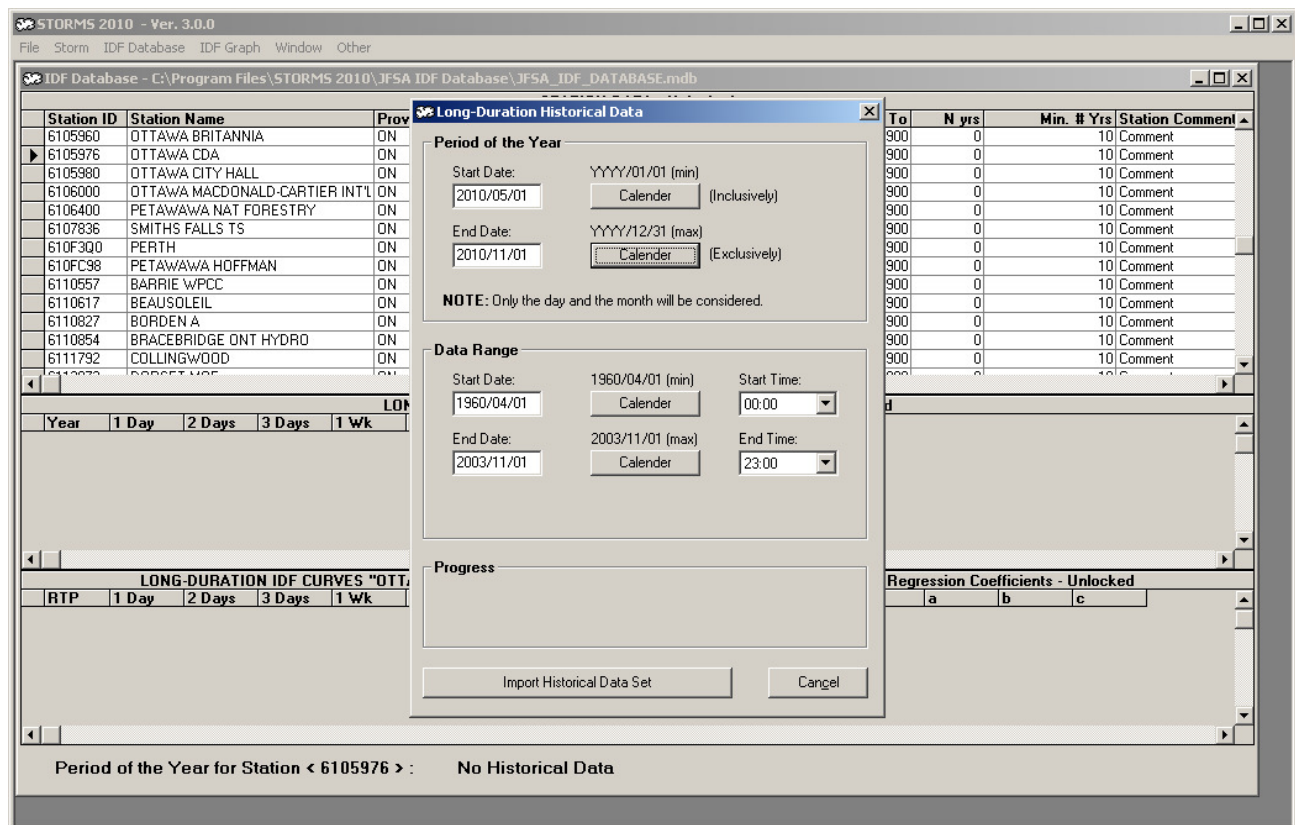 STORMS 2010 - Ver. 3.0.0
File Storm IDF Database IDF Graph Window Other
IDF Database - C:\Program Files\STORMS 2010\JFSA IDF Database\JFSA_IDF_DATABASE.mdb
Station ID Station Name Prov To N yrs Min. # Yrs Station Comment
6105960 OTTAWA BRITANNIA ON 900 0 10 Comment
6105976 OTTAWA CDA ON 900 0 10 Comment
6105980 OTTAWA CITY HALL ON 900 0 10 Comment
6106000 OTTAWA MACDONALD-CARTIER INT'L ON 900 0 10 Comment
6106400 PETAWAWA NAT FORESTRY ON 900 0 10 Comment
6107836 SMITHS FALLS TS ON 900 0 10 Comment
610F3Q0 PERTH ON 900 0 10 Comment
610FC98 PETAWAWA HOFFMAN ON 900 0 10 Comment
6110557 BARRIE WPCC ON 900 0 10 Comment
6110617 BEAUSOLEIL ON 900 0 10 Comment
6110827 BORDEN A ON 900 0 10 Comment
6110854 BRACEBRIDGE ONT HYDRO ON 900 0 10 Comment
6111792 COLLINGWOOD ON 900 0 10 Comment
LON d
Year 1 Day 2 Days 3 Days 1 Wk
LONG-DURATION IDF CURVES "OTTA Regression Coefficients - Unlocked
RTP 1 Day 2 Days 3 Days 1 Wk a b c
Period of the Year for Station < 6105976 > : No Historical Data
Long-Duration Historical Data
Period of the Year
Start Date: YYYY/01/01 (min)
2010/05/01 Calender (Inclusively)
End Date: YYYY/12/31 (max)
2010/11/01 Calender (Exclusively)
NOTE: Only the day and the month will be considered.
Data Range
Start Date: 1960/04/01 (min) Start Time:
1960/04/01 Calender 00:00
End Date: 2003/11/01 (max) End Time:
2003/11/01 Calender 23:00
Progress
Import Historical Data Set Cancel